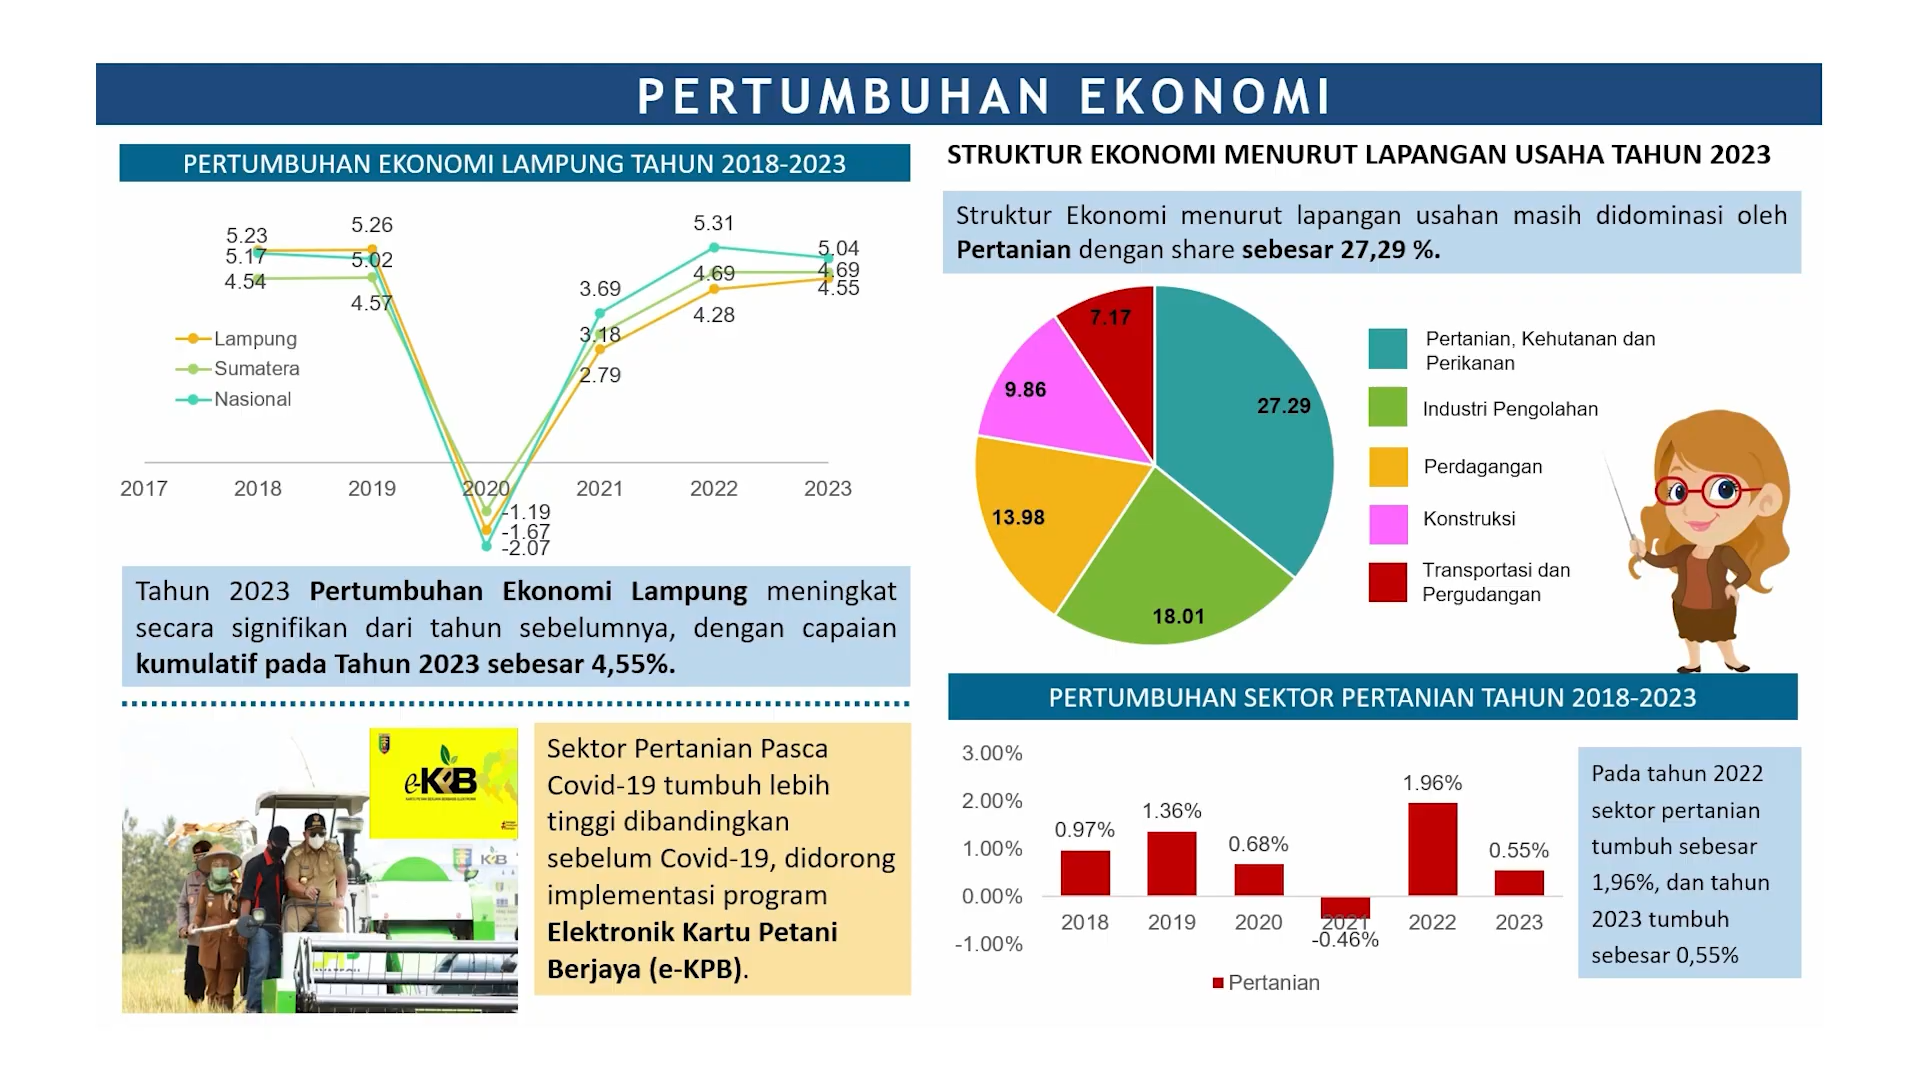 PERTUMBUHAN EKONOMI
PERTUMBUHAN EKONOMI LAMPUNG TAHUN 2018-2023
5.23
5.17
4.54
5.26
5.02
4.57
-1.19
-1.67
-2.07
3.69
3.18
2.79
5.31
4.69
4.28
5.04
4.69
4.55
Lampung
Sumatera
Nasional
2017 2018 2019 2020 2021 2022 2023
Tahun 2023 Pertumbuhan Ekonomi Lampung meningkat
secara signifikan dari tahun sebelumnya, dengan capaian
kumulatif pada Tahun 2023 sebesar 4,55%.
e-KPB
Sektor Pertanian Pasca
Covid-19 tumbuh lebih
tinggi dibandingkan
sebelum Covid-19, didorong
implementasi program
Elektronik Kartu Petani
Berjaya (e-KPB).
STRUKTUR EKONOMI MENURUT LAPANGAN USAHA TAHUN 2023
Struktur Ekonomi menurut lapangan usahan masih didominasi oleh
Pertanian dengan share sebesar 27,29 %.
7.17
9.86
27.29
13.98
18.01
Pertanian, Kehutanan dan
Perikanan
Industri Pengolahan
Perdagangan
Konstruksi
Transportasi dan
Pergudangan
PERTUMBUHAN SEKTOR PERTANIAN TAHUN 2018-2023
3.00%
2.00%
1.00%
0.00%
-1.00%
0.97%
1.36%
0.68%
-0.46%
1.96%
0.55%
2018 2019 2020 2021 2022 2023
Pertanian
Pada tahun 2022
sektor pertanian
tumbuh sebesar
1,96%, dan tahun
2023 tumbuh
sebesar 0,55%